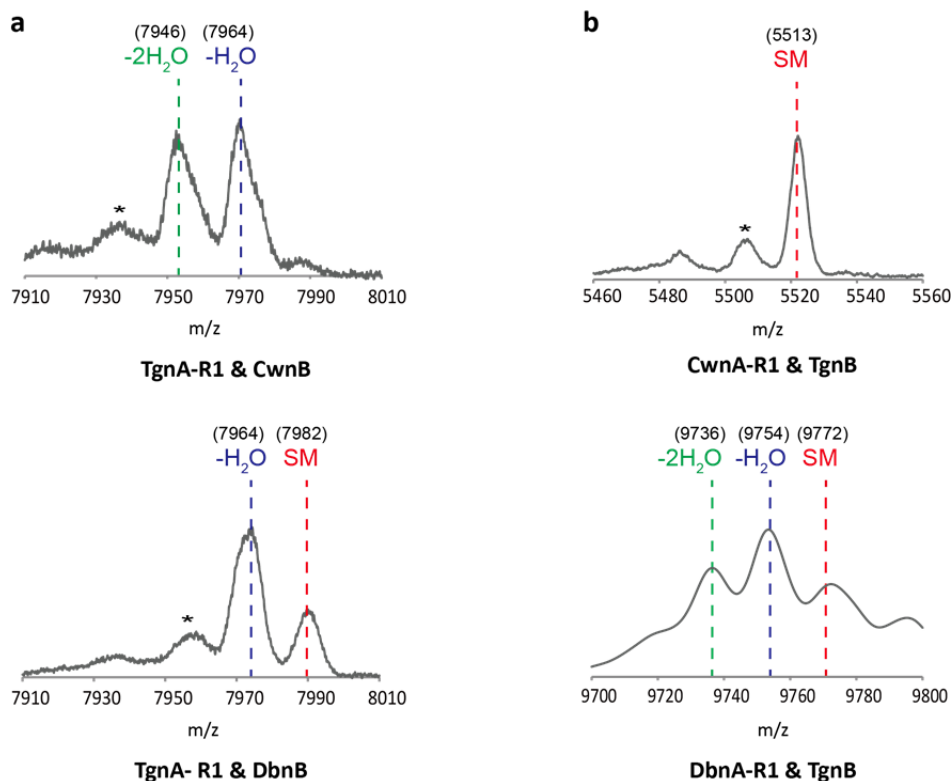 a
(7946) (7964)
-2H₂O -H₂O
*
7910 7930 7950 7970 7990 8010
m/z
TgnA-R1 & CwnB
b
(5513)
SM
*
5460 5480 5500 5520 5540 5560
m/z
CwnA-R1 & TgnB
(7964) (7982)
-H₂O SM
*
7910 7930 7950 7970 7990 8010
m/z
TgnA- R1 & DbnB
(9736) (9754) (9772)
-2H₂O -H₂O SM
9700 9720 9740 9760 9780 9800
m/z
DbnA-R1 & TgnB